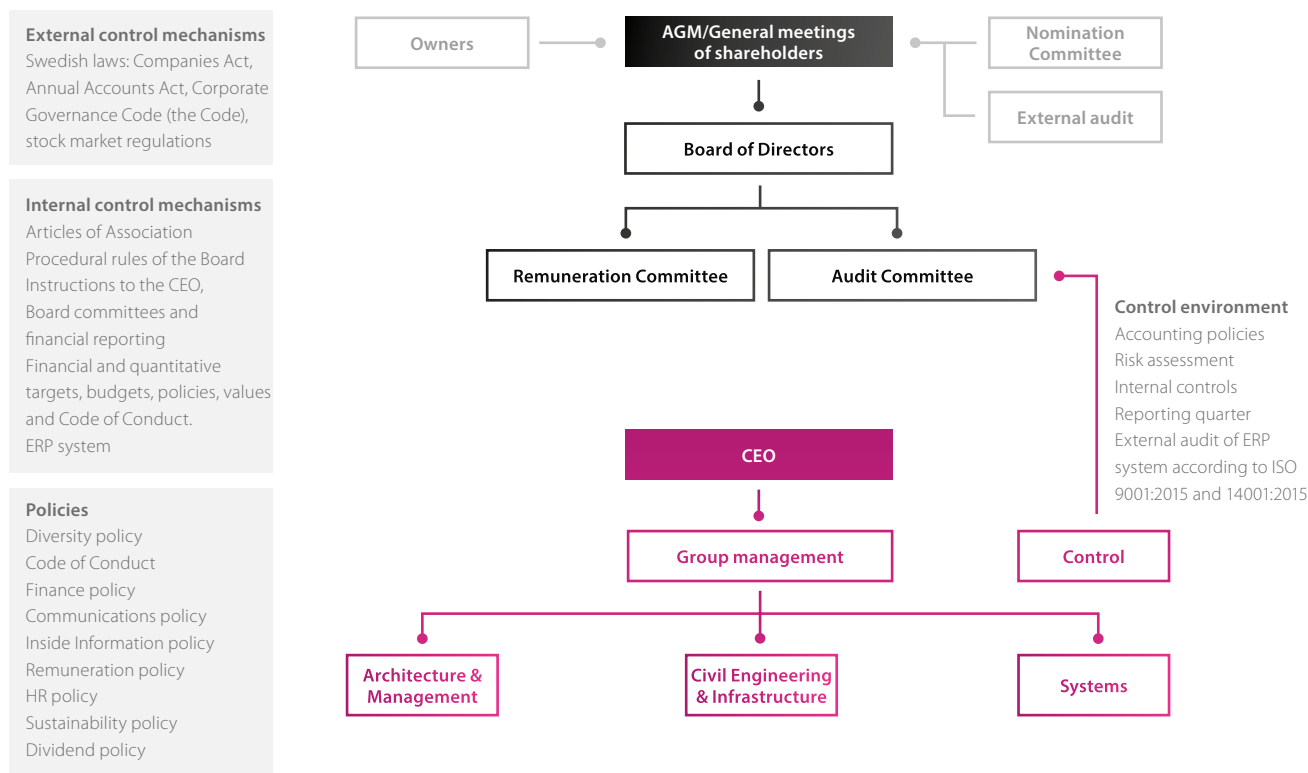 External control mechanisms
Swedish laws: Companies Act,
Annual Accounts Act, Corporate
Governance Code (the Code),
stock market regulations
Internal control mechanisms
Articles of Association
Procedural rules of the Board
Instructions to the CEO,
Board committees and
financial reporting
Financial and quantitative
targets, budgets, policies, values
and Code of Conduct.
ERP system
Policies
Diversity policy
Code of Conduct
Finance policy
Communications policy
Inside Information policy
Remuneration policy
HR policy
Sustainability policy
Dividend policy
Owners
AGM/General meetings
of shareholders
Nomination
Committee
External audit
Board of Directors
Remuneration Committee
Audit Committee
Control environment
Accounting policies
Risk assessment
Internal controls
Reporting quarter
External audit of ERP
system according to ISO
9001:2015 and 14001:2015
CEO
Group management
Control
Architecture &
Management
Civil Engineering
& Infrastructure
Systems